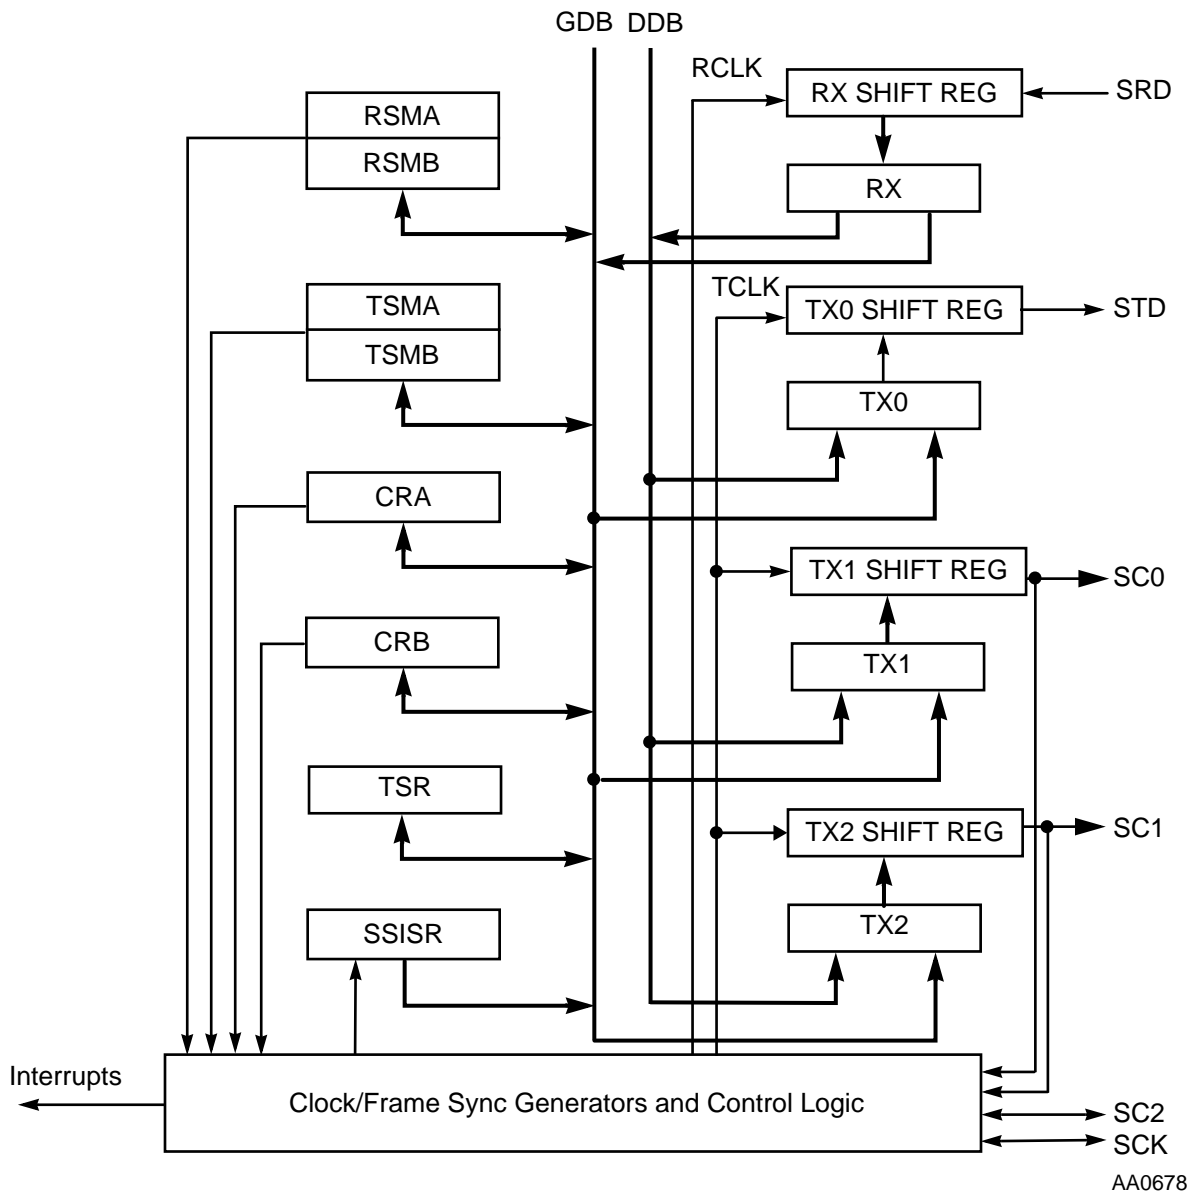 GDB DDB
RCLK
RX SHIFT REG
SRD
RSMA
RSMB
RX
TCLK
TX0 SHIFT REG
STD
TSMA
TSMB
TX0
CRA
TX1 SHIFT REG
SC0
CRB
TX1
TSR
TX2 SHIFT REG
SC1
SSISR
TX2
Interrupts
Clock/Frame Sync Generators and Control Logic
SC2
SCK
AA0678